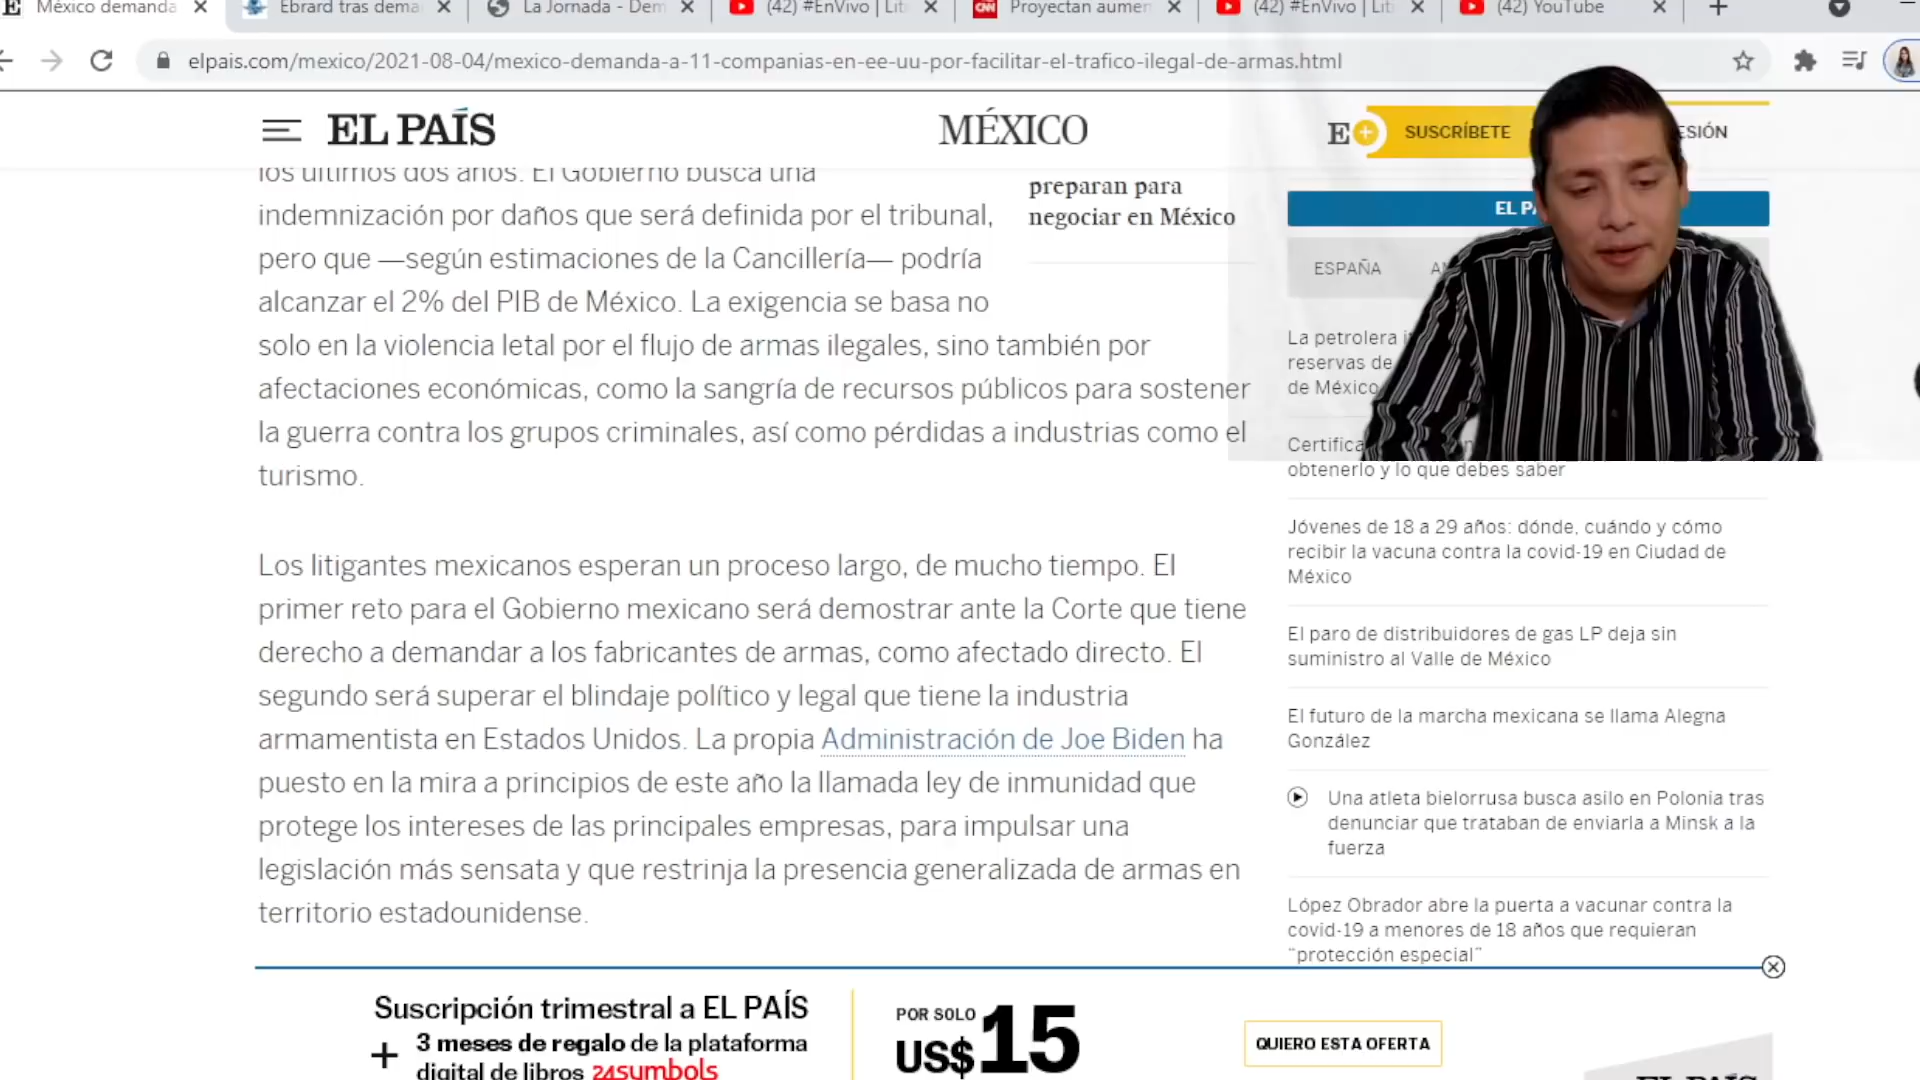 México demanda
Ebrard tras dema
La Jornada - Dem
(42) #EnVivo | Lit
CNN
Proyectan aumen
(42) #EnVivo | Lit
(42) YouTube
elpais.com/mexico/2021-08-04/mexico-demanda-a-11-companias-en-ee-uu-por-facilitar-el-trafico-ilegal-de-armas.html
EL PAÍS
MÉXICO
E+
SUSCRÍBETE
ESIÓN
los últimos dos años. El Gobierno busca una
indemnización por daños que será definida por el tribunal,
pero que —según estimaciones de la Cancillería— podría
alcanzar el 2% del PIB de México. La exigencia se basa no
solo en la violencia letal por el flujo de armas ilegales, sino también por
afectaciones económicas, como la sangría de recursos públicos para sostener
la guerra contra los grupos criminales, así como pérdidas a industrias como el
turismo.
Los litigantes mexicanos esperan un proceso largo, de mucho tiempo. El
primer reto para el Gobierno mexicano será demostrar ante la Corte que tiene
derecho a demandar a los fabricantes de armas, como afectado directo. El
segundo será superar el blindaje político y legal que tiene la industria
armamentista en Estados Unidos. La propia Administración de Joe Biden ha
puesto en la mira a principios de este año la llamada ley de inmunidad que
protege los intereses de las principales empresas, para impulsar una
legislación más sensata y que restrinja la presencia generalizada de armas en
territorio estadounidense.
preparan para
negociar en México
EL PA
ESPAÑA
La petrolera
reservas de
de México
Certifica
obtenerlo y lo que debes saber
Jóvenes de 18 a 29 años: dónde, cuándo y cómo
recibir la vacuna contra la covid-19 en Ciudad de
México
El paro de distribuidores de gas LP deja sin
suministro al Valle de México
El futuro de la marcha mexicana se llama Alegna
González
Una atleta bielorrusa busca asilo en Polonia tras
denunciar que trataban de enviarla a Minsk a la
fuerza
López Obrador abre la puerta a vacunar contra la
covid-19 a menores de 18 años que requieran
“protección especial”
Suscripción trimestral a EL PAÍS
+ 3 meses de regalo de la plataforma
digital de libros 24symbols
POR SOLO
US$15
QUIERO ESTA OFERTA
EL PAÍS